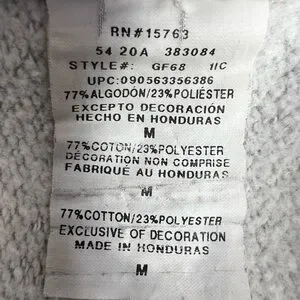 RN#15763
54 20A 383084
STYLE#: GF68 1IC
UPC:090563356386
77%ALGODÓN/23%POLIÉSTER
EXCEPTO DECORACIÓN
HECHO EN HONDURAS
M
77%COTON/23%POLYESTER
DÉCORATION NON COMPRISE
FABRIQUÉ AU HONDURAS
M
77%COTTON/23%POLYESTER
EXCLUSIVE OF DECORATION
MADE IN HONDURAS
M